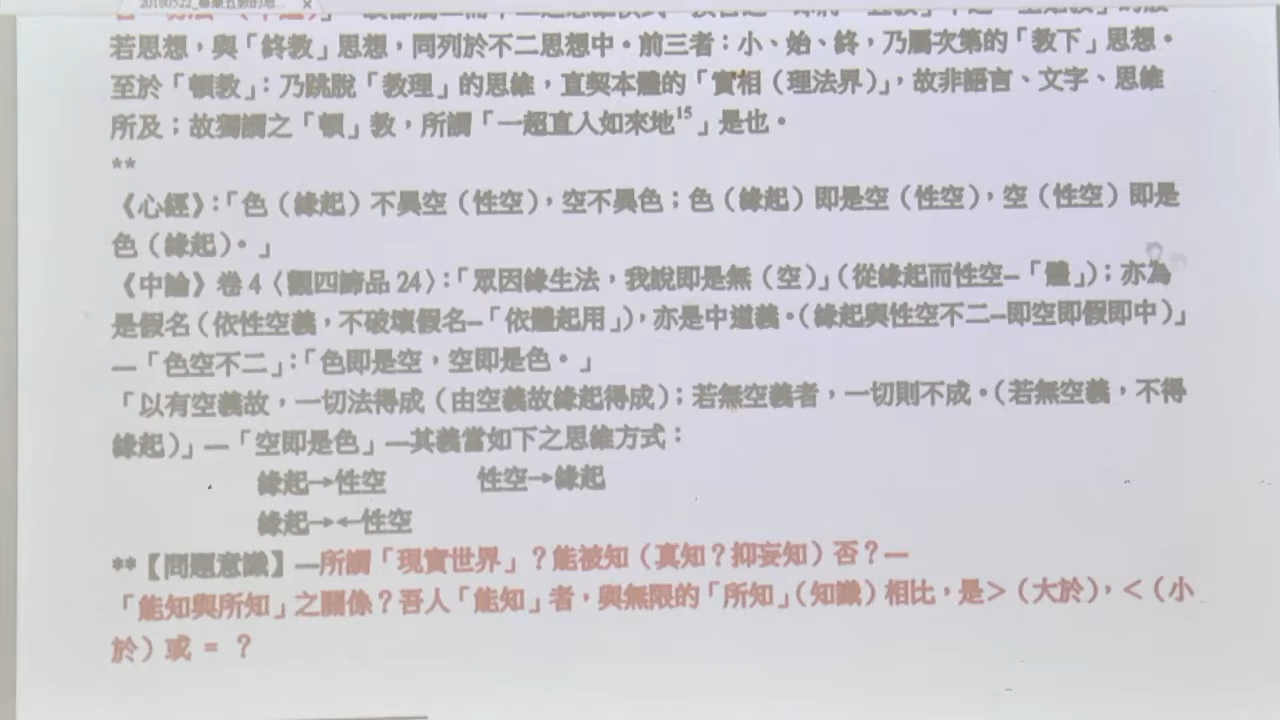 若思想,與「終教」思想,同列於不二思想中。前三者:小、始、終,乃屬次第的「教下」思想。
至於「頓教」:乃跳脫「教理」的思維,直契本體的「實相(理法界)」,故非語言、文字、思維
所及;故獨謂之「頓」教,所謂「一超直入如來地15」是也。
**
《心經》:「色(緣起)不異空(性空),空不異色;色(緣起)即是空(性空),空(性空)即是
色(緣起)。」
《中論》卷 4〈觀四諦品 24〉:「眾因緣生法,我說即是無(空)」(從緣起而性空–「體」);亦為
是假名(依性空義,不破壞假名–「依體起用」),亦是中道義。(緣起與性空不二–即空即假即中)」
—「色空不二」:「色即是空,空即是色。」
「以有空義故,一切法得成(由空義故緣起得成);若無空義者,一切則不成。(若無空義,不得
緣起)」—「空即是色」—其義當如下之思維方式:
緣起→性空 性空→緣起
緣起→←性空
**【問題意識】—所謂「現實世界」?能被知(真知?抑妄知)否?—
「能知與所知」之關係?吾人「能知」者,與無限的「所知」(知識)相比,是>(大於),<(小
於)或 = ?